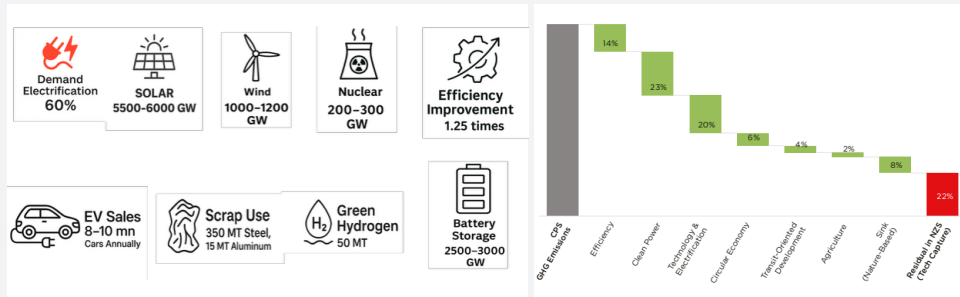 Demand
Electrification
60%
SOLAR
5500-6000 GW
Wind
1000-1200
GW
Nuclear
200-300
GW
Efficiency
Improvement
1.25 times
EV Sales
8-10 mn
Cars Annually
Scrap Use
350 MT Steel,
15 MT Aluminum
H₂
Green
Hydrogen
50 MT
Battery
Storage
2500-3000
GW
14%
23%
20%
6%
4%
2%
8%
22%
CPS
GHG Emissions
Efficiency
Clean Power
Technology &
Electrification
Circular Economy
Transit-Oriented
Development
Agriculture
Sink
(Nature-Based)
Residual in NZS
(Tech Capture)